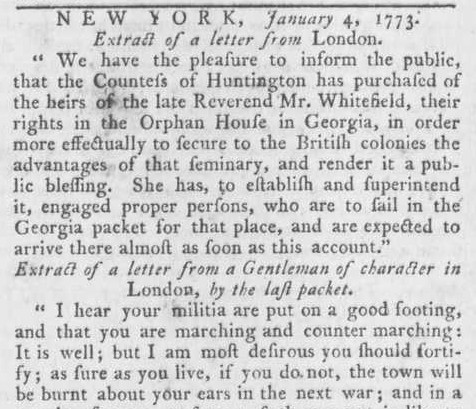 NEW YORK, January 4, 1773.
Extract of a letter from London.
“ We have the pleaſure to inform the public,
that the Counteſs of Huntington has purchaſed of
the heirs of the late Reverend Mr. Whitefield, their
rights in the Orphan Houſe in Georgia, in order
more effectually to ſecure to the Britiſh colonies the
advantages of that ſeminary, and render it a pub-
lic bleſſing. She has, to eſtabliſh and ſuperintend
it, engaged proper perſons, who are to ſail in the
Georgia packet for that place, and are expected to
arrive there almoſt as ſoon as this account.”
Extract of a letter from a Gentleman of character in
London, by the laſt packet.
“ I hear your militia are put on a good footing,
and that you are marching and counter marching:
It is well; but I am moſt deſirous you ſhould forti-
fy; as ſure as you live, if you do not, the town will
be burnt about your ears in the next war; and in a